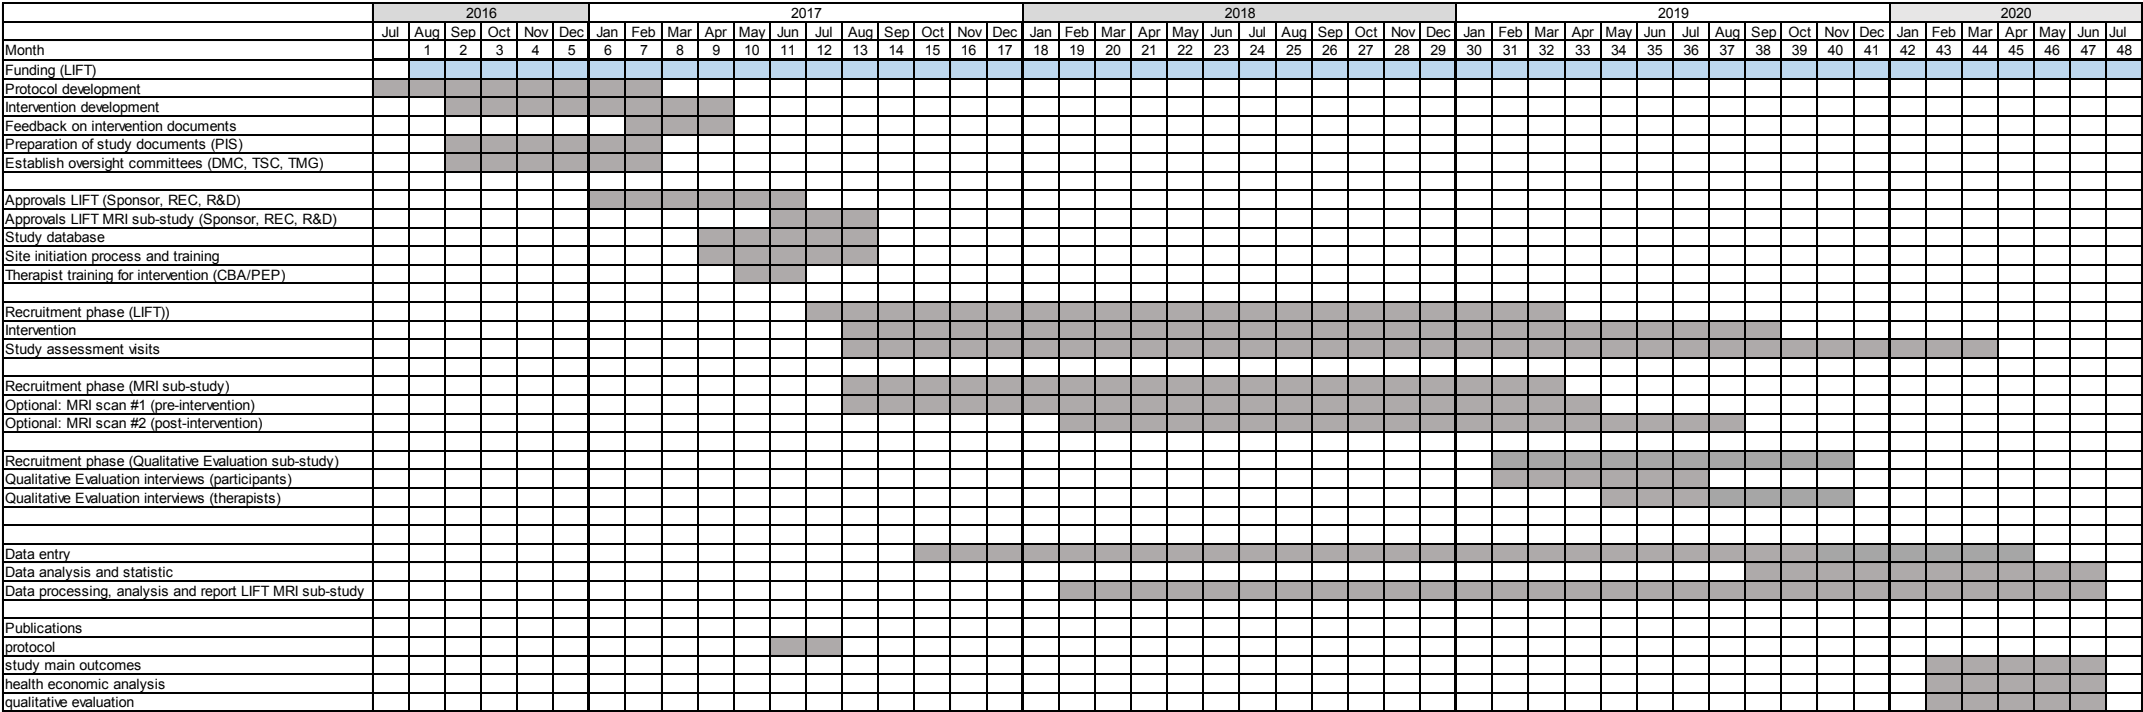 2016 2017 2018 2019 2020
Jul Aug Sep Oct Nov Dec Jan Feb Mar Apr May Jun Jul Aug Sep Oct Nov Dec Jan Feb Mar Apr May Jun Jul Aug Sep Oct Nov Dec Jan Feb Mar Apr May Jun Jul Aug Sep Oct Nov Dec Jan Feb Mar Apr May Jun Jul
Month 1 2 3 4 5 6 7 8 9 10 11 12 13 14 15 16 17 18 19 20 21 22 23 24 25 26 27 28 29 30 31 32 33 34 35 36 37 38 39 40 41 42 43 44 45 46 47 48
Funding (LIFT)
Protocol development
Intervention development
Feedback on intervention documents
Preparation of study documents (PIS)
Establish oversight committees (DMC, TSC, TMG)
Approvals LIFT (Sponsor, REC, R&D)
Approvals LIFT MRI sub-study (Sponsor, REC, R&D)
Study database
Site initiation process and training
Therapist training for intervention (CBA/PEP)
Recruitment phase (LIFT))
Intervention
Study assessment visits
Recruitment phase (MRI sub-study)
Optional: MRI scan #1 (pre-intervention)
Optional: MRI scan #2 (post-intervention)
Recruitment phase (Qualitative Evaluation sub-study)
Qualitative Evaluation interviews (participants)
Qualitative Evaluation interviews (therapists)
Data entry
Data analysis and statistic
Data processing, analysis and report LIFT MRI sub-study
Publications
protocol
study main outcomes
health economic analysis
qualitative evaluation